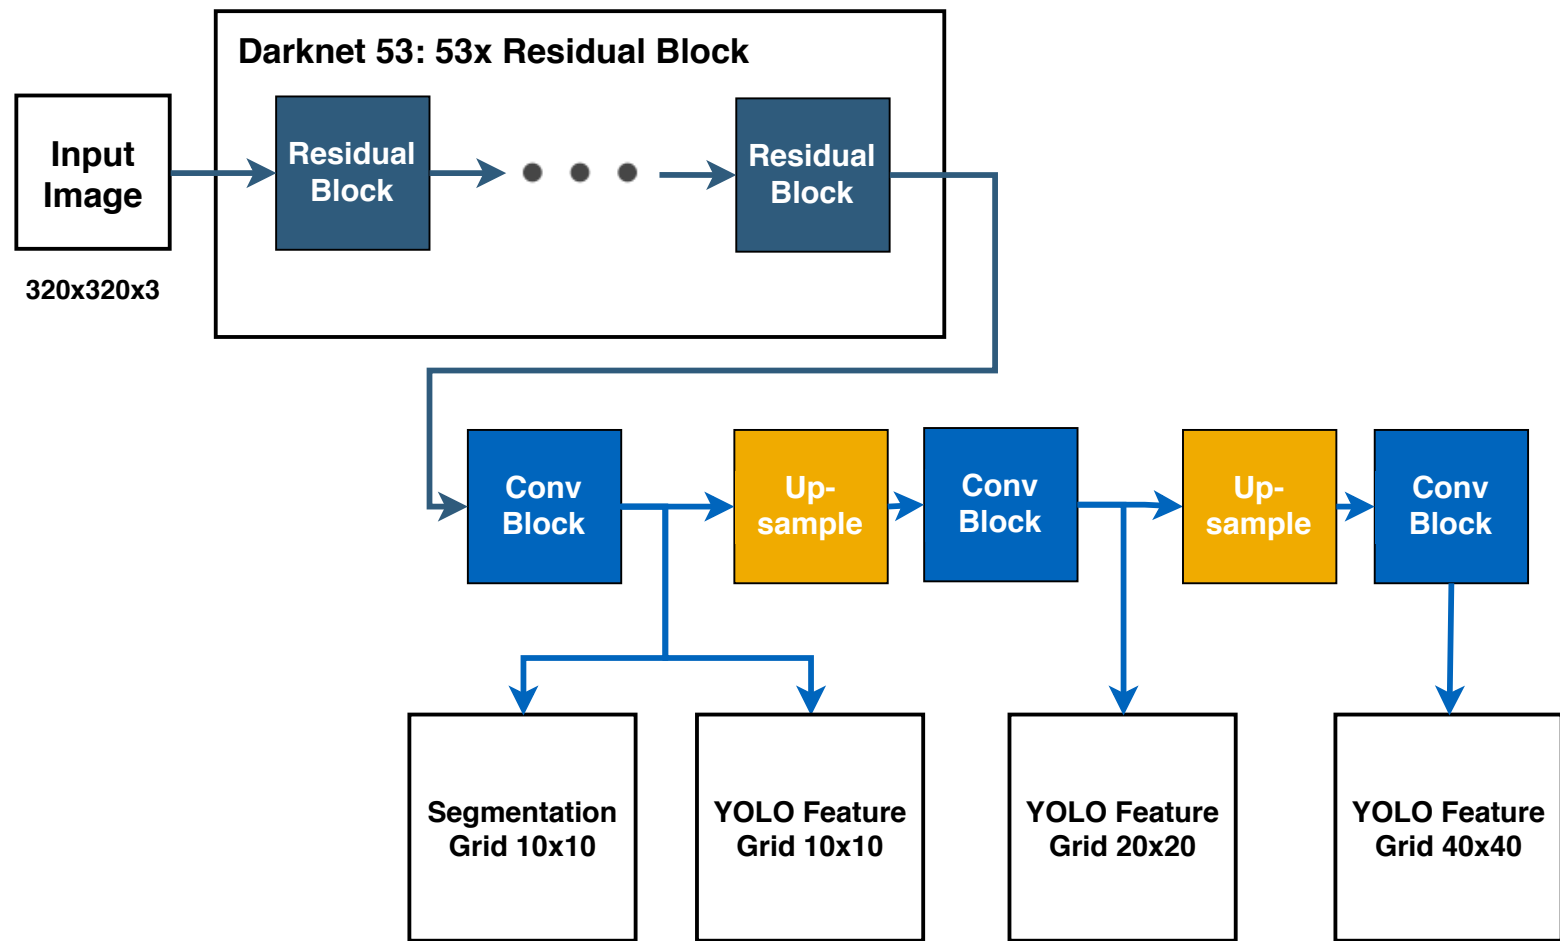 Darknet 53: 53x Residual Block
Input
Image
320x320x3
Residual
Block
Residual
Block
Conv
Block
Up-
sample
Conv
Block
Up-
sample
Conv
Block
Segmentation
Grid 10x10
YOLO Feature
Grid 10x10
YOLO Feature
Grid 20x20
YOLO Feature
Grid 40x40